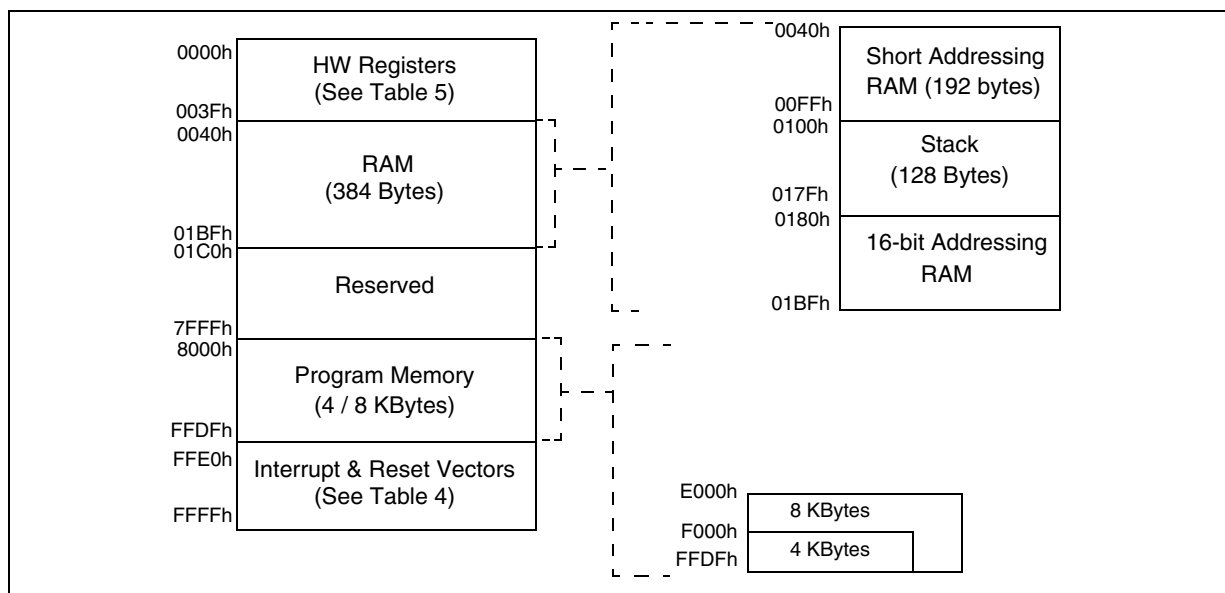 0000h
HW Registers
(See Table 5)
003Fh
0040h
RAM
(384 Bytes)
01BFh
01C0h
Reserved
7FFFh
8000h
Program Memory
(4 / 8 KBytes)
FFDFh
FFE0h
Interrupt & Reset Vectors
(See Table 4)
FFFFh
0040h
Short Addressing
RAM (192 bytes)
00FFh
0100h
Stack
(128 Bytes)
017Fh
0180h
16-bit Addressing
RAM
01BFh
E000h
8 KBytes
F000h
4 KBytes
FFDFh